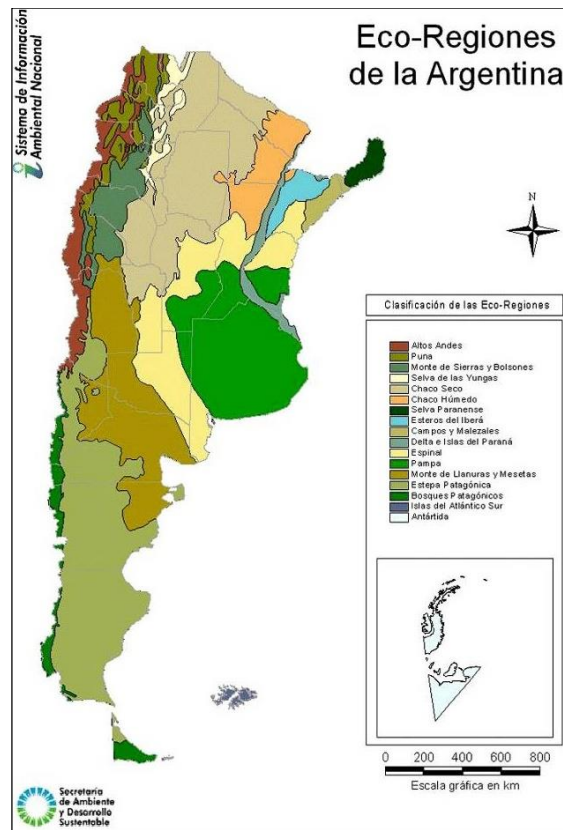 Sistema de Información
Ambiental Nacional
Eco-Regiones
de la Argentina
N
Clasificación de las Eco-Regiones
Altos Andes
Puna
Monte de Sierras y Bolsones
Selva de las Yungas
Chaco Seco
Chaco Húmedo
Selva Paranense
Esteros del Iberá
Campos y Malezales
Delta e Islas del Paraná
Espinal
Pampa
Monte de Llanuras y Mesetas
Estepa Patagónica
Bosques Patagónicos
Islas del Atlántico Sur
Antártida
0 200 400 600 800
Escala gráfica en km
Secretaría
de Ambiente
y Desarrollo
Sustentable